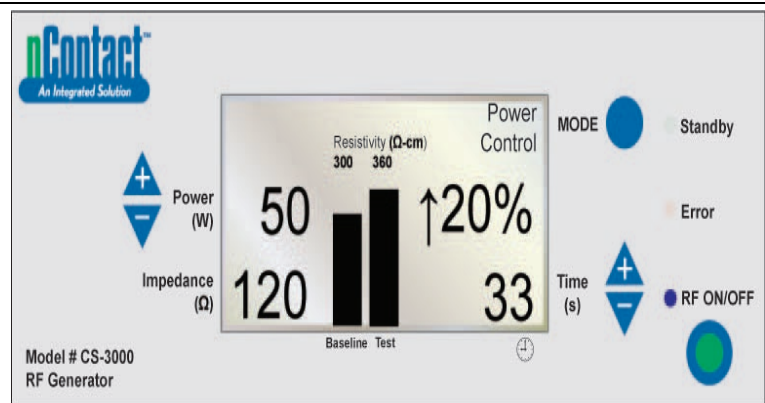 nContact™
An Integrated Solution
Power
Control
Resistivity (Ω-cm)
300 360
MODE
Standby
Power
(W)
50
↑20%
Error
Impedance
(Ω)
120
33
Time
(s)
RF ON/OFF
Baseline Test
Model # CS-3000
RF Generator